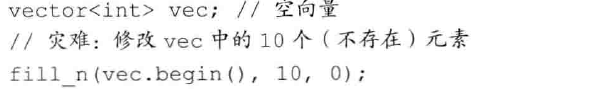 vector<int> vec; // 空向量
// 灾难：修改 vec 中的 10 个（不存在）元素
fill_n(vec.begin(), 10, 0);